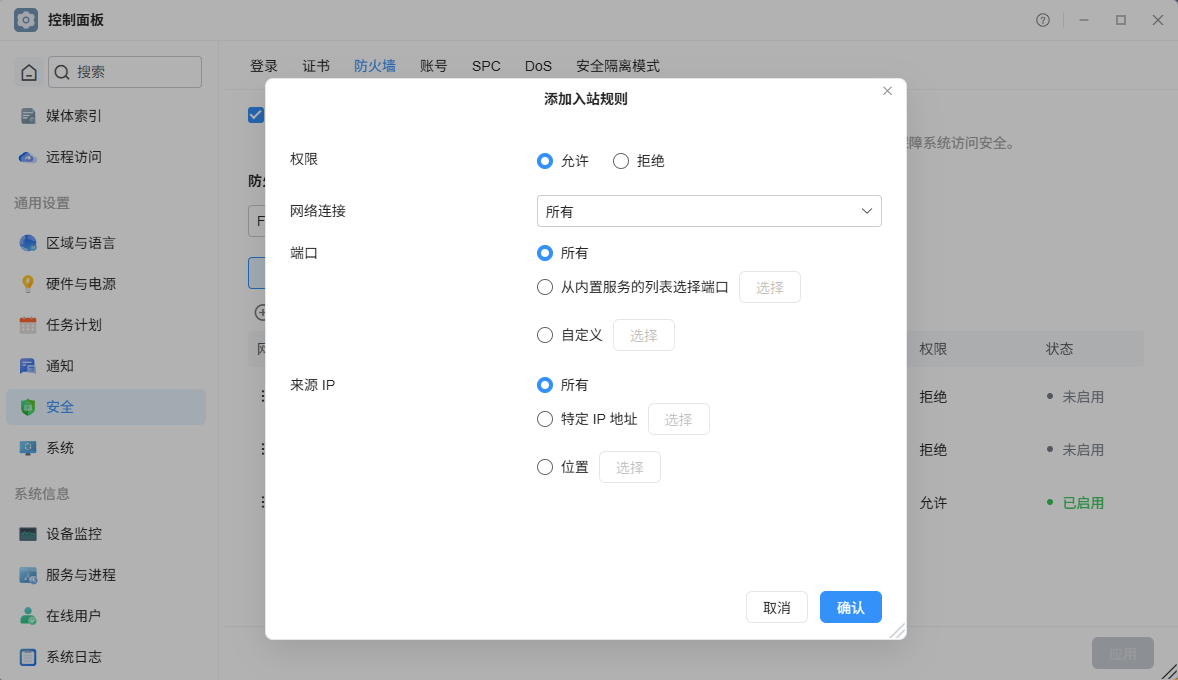 控制面板
搜索
媒体索引
远程访问
通用设置
区域与语言
硬件与电源
任务计划
通知
安全
系统
系统信息
设备监控
服务与进程
在线用户
系统日志
登录 证书 防火墙 账号 SPC DoS 安全隔离模式
障系统访问安全。
防
F
添加入站规则
权限 允许 拒绝
网络连接 所有
端口 所有
从内置服务的列表选择端口 选择
自定义 选择
来源 IP 所有
特定 IP 地址 选择
位置 选择
取消 确认
权限 状态
拒绝 未启用
拒绝 未启用
允许 已启用
应用